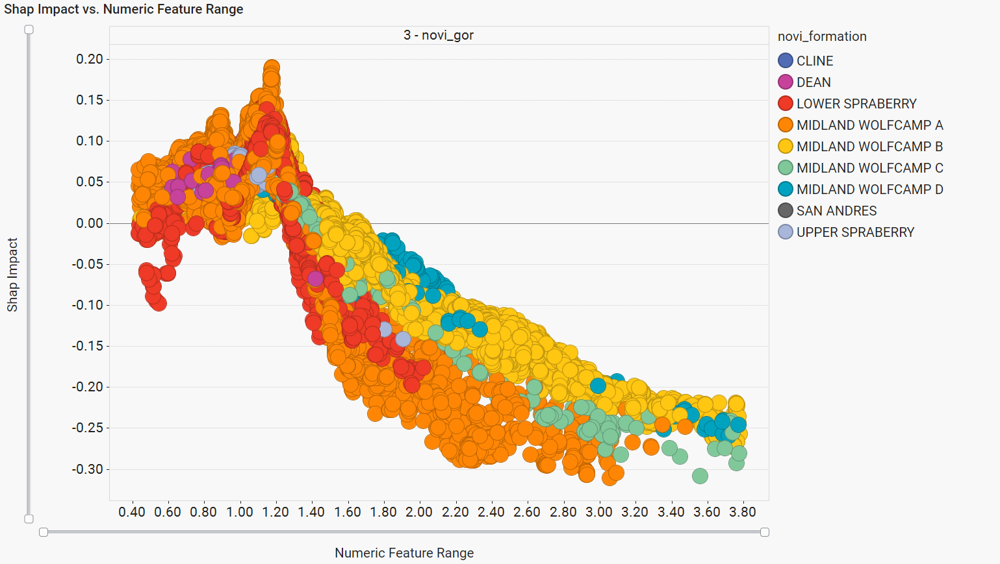 Shap Impact vs. Numeric Feature Range
3 - novi_gor
novi_formation
CLINE
DEAN
LOWER SPRABERRY
MIDLAND WOLFCAMP A
MIDLAND WOLFCAMP B
MIDLAND WOLFCAMP C
MIDLAND WOLFCAMP D
SAN ANDRES
UPPER SPRABERRY
Shap Impact
0.20
0.15
0.10
0.05
0.00
-0.05
-0.10
-0.15
-0.20
-0.25
-0.30
0.40 0.60 0.80 1.00 1.20 1.40 1.60 1.80 2.00 2.20 2.40 2.60 2.80 3.00 3.20 3.40 3.60 3.80
Numeric Feature Range